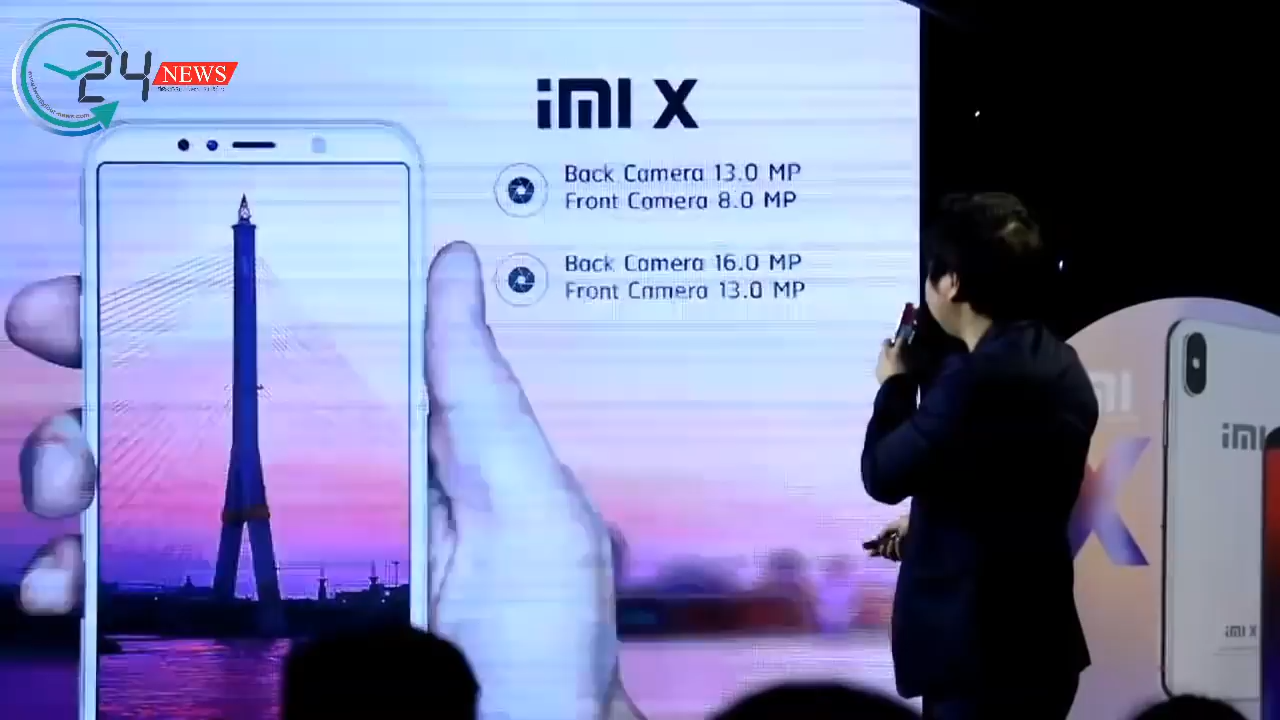 24 NEWS
iMI X
Back Camera 13.0 MP
Front Camera 8.0 MP
Back Camera 16.0 MP
Front Camera 13.0 MP
MI
X
iMI
iMI X